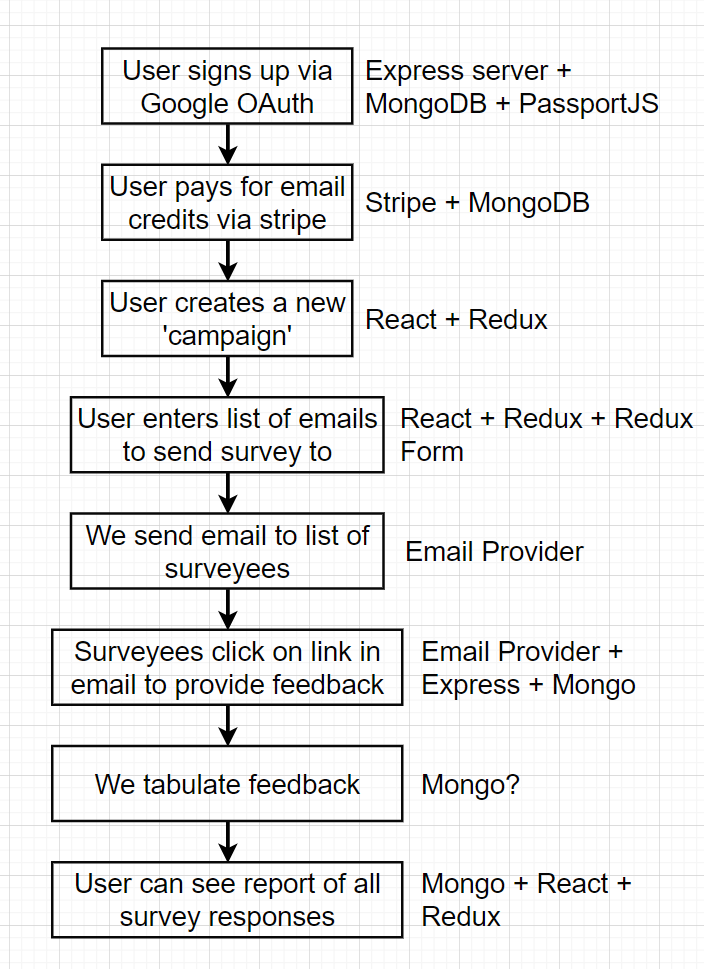 User signs up via
Google OAuth
Express server +
MongoDB + PassportJS
User pays for email
credits via stripe
Stripe + MongoDB
User creates a new
'campaign'
React + Redux
User enters list of emails
to send survey to
React + Redux + Redux
Form
We send email to list of
surveyees
Email Provider
Surveyees click on link in
email to provide feedback
Email Provider +
Express + Mongo
We tabulate feedback
Mongo?
User can see report of all
survey responses
Mongo + React +
Redux